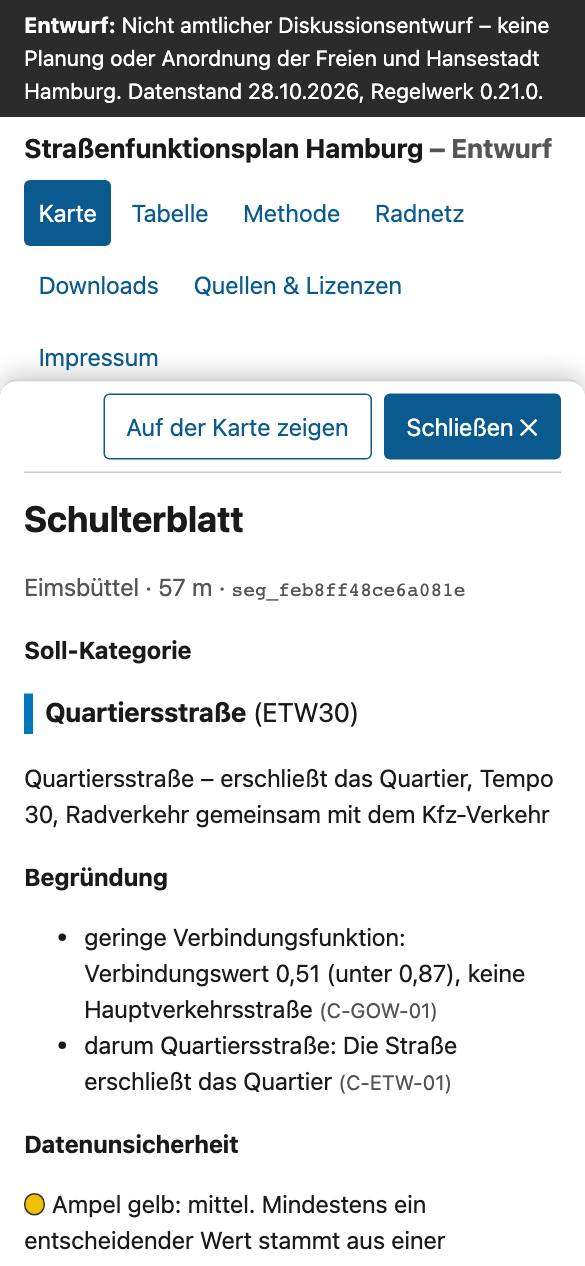 Entwurf: Nicht amtlicher Diskussionsentwurf – keine
Planung oder Anordnung der Freien und Hansestadt
Hamburg. Datenstand 28.10.2026, Regelwerk 0.21.0.
Straßenfunktionsplan Hamburg – Entwurf
Karte Tabelle Methode Radnetz
Downloads Quellen & Lizenzen
Impressum
Auf der Karte zeigen Schließen ✕
Schulterblatt
Eimsbüttel · 57 m · seg_feb8ff48ce6a081e
Soll-Kategorie
Quartiersstraße (ETW30)
Quartiersstraße – erschließt das Quartier, Tempo
30, Radverkehr gemeinsam mit dem Kfz-Verkehr
Begründung
• geringe Verbindungsfunktion:
Verbindungswert 0,51 (unter 0,87), keine
Hauptverkehrsstraße (C-GOW-01)
• darum Quartiersstraße: Die Straße
erschließt das Quartier (C-ETW-01)
Datenunsicherheit
Ampel gelb: mittel. Mindestens ein
entscheidender Wert stammt aus einer